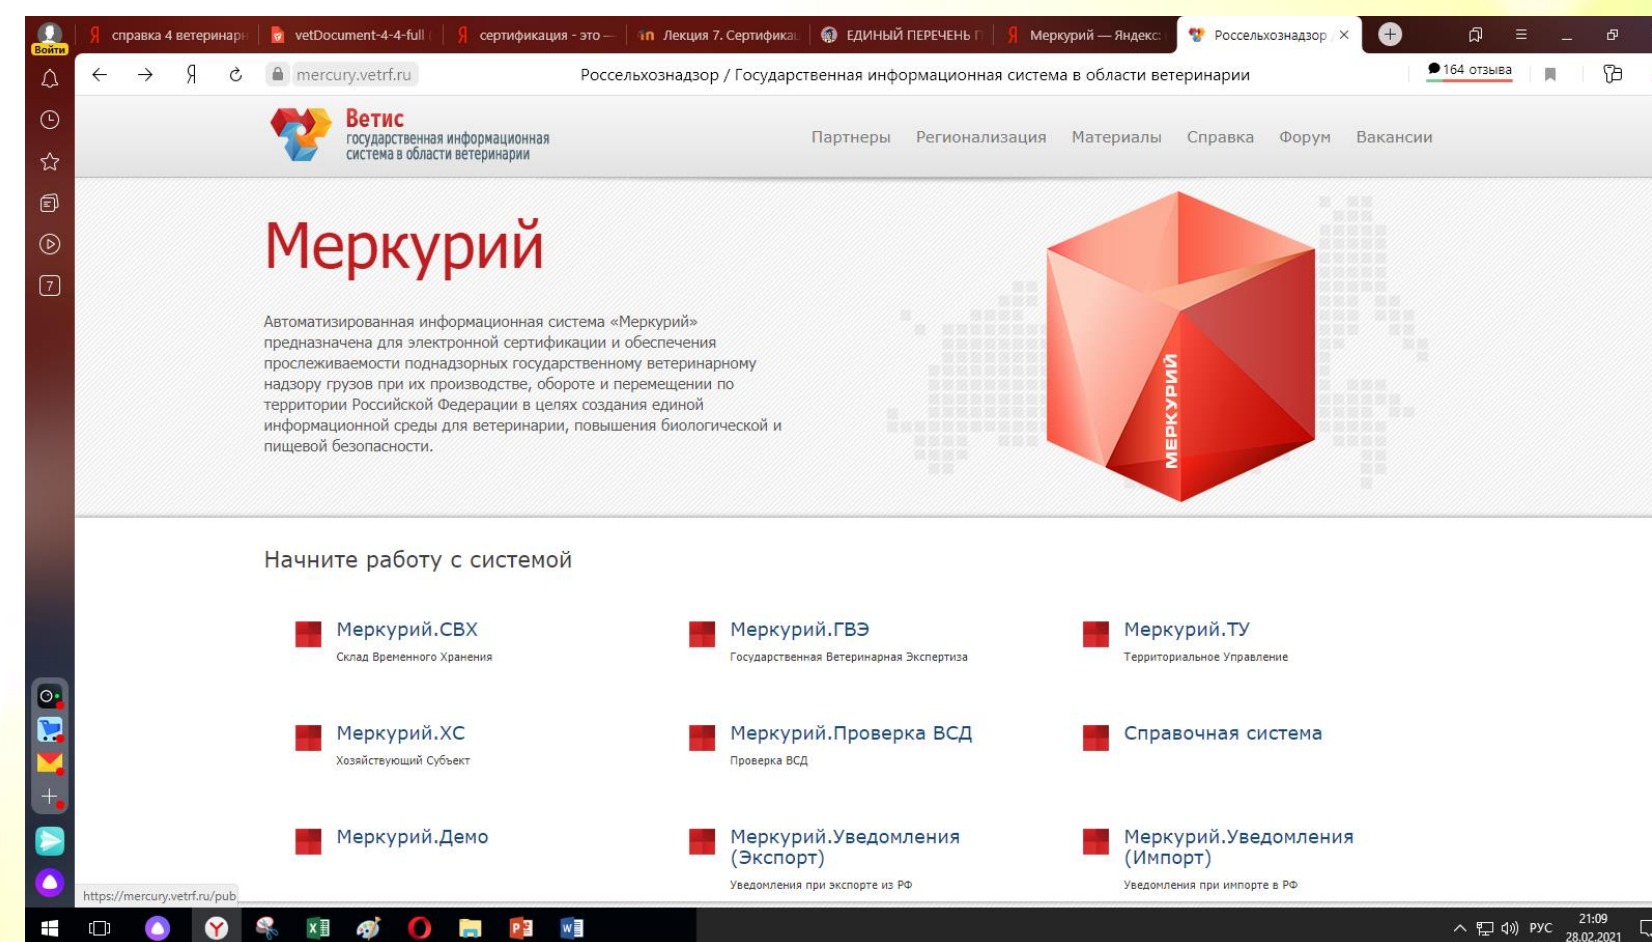 Войти
справка 4 ветеринарн
vetDocument-4-4-full (
сертификация - это —
Лекция 7. Сертификац
ЕДИНЫЙ ПЕРЕЧЕНЬ П
Меркурий — Яндекс:
Россельхознадзор /
mercury.vetrf.ru
Россельхознадзор / Государственная информационная система в области ветеринарии
164 отзыва
7
Ветис
государственная информационная
система в области ветеринарии
Партнеры Регионализация Материалы Справка Форум Вакансии
Меркурий
Автоматизированная информационная система «Меркурий»
предназначена для электронной сертификации и обеспечения
прослеживаемости поднадзорных государственному ветеринарному
надзору грузов при их производстве, обороте и перемещении по
территории Российской Федерации в целях создания единой
информационной среды для ветеринарии, повышения биологической и
пищевой безопасности.
МЕРКУРИЙ
Начните работу с системой
Меркурий.СВХ
Склад Временного Хранения
Меркурий.ГВЭ
Государственная Ветеринарная Экспертиза
Меркурий.ТУ
Территориальное Управление
Меркурий.ХС
Хозяйствующий Субъект
Меркурий.Проверка ВСД
Проверка ВСД
Справочная система
Меркурий.Демо
Меркурий.Уведомления
(Экспорт)
Уведомления при экспорте из РФ
Меркурий.Уведомления
(Импорт)
Уведомления при импорте в РФ
https://mercury.vetrf.ru/pub
РУС
21:09
28.02.2021